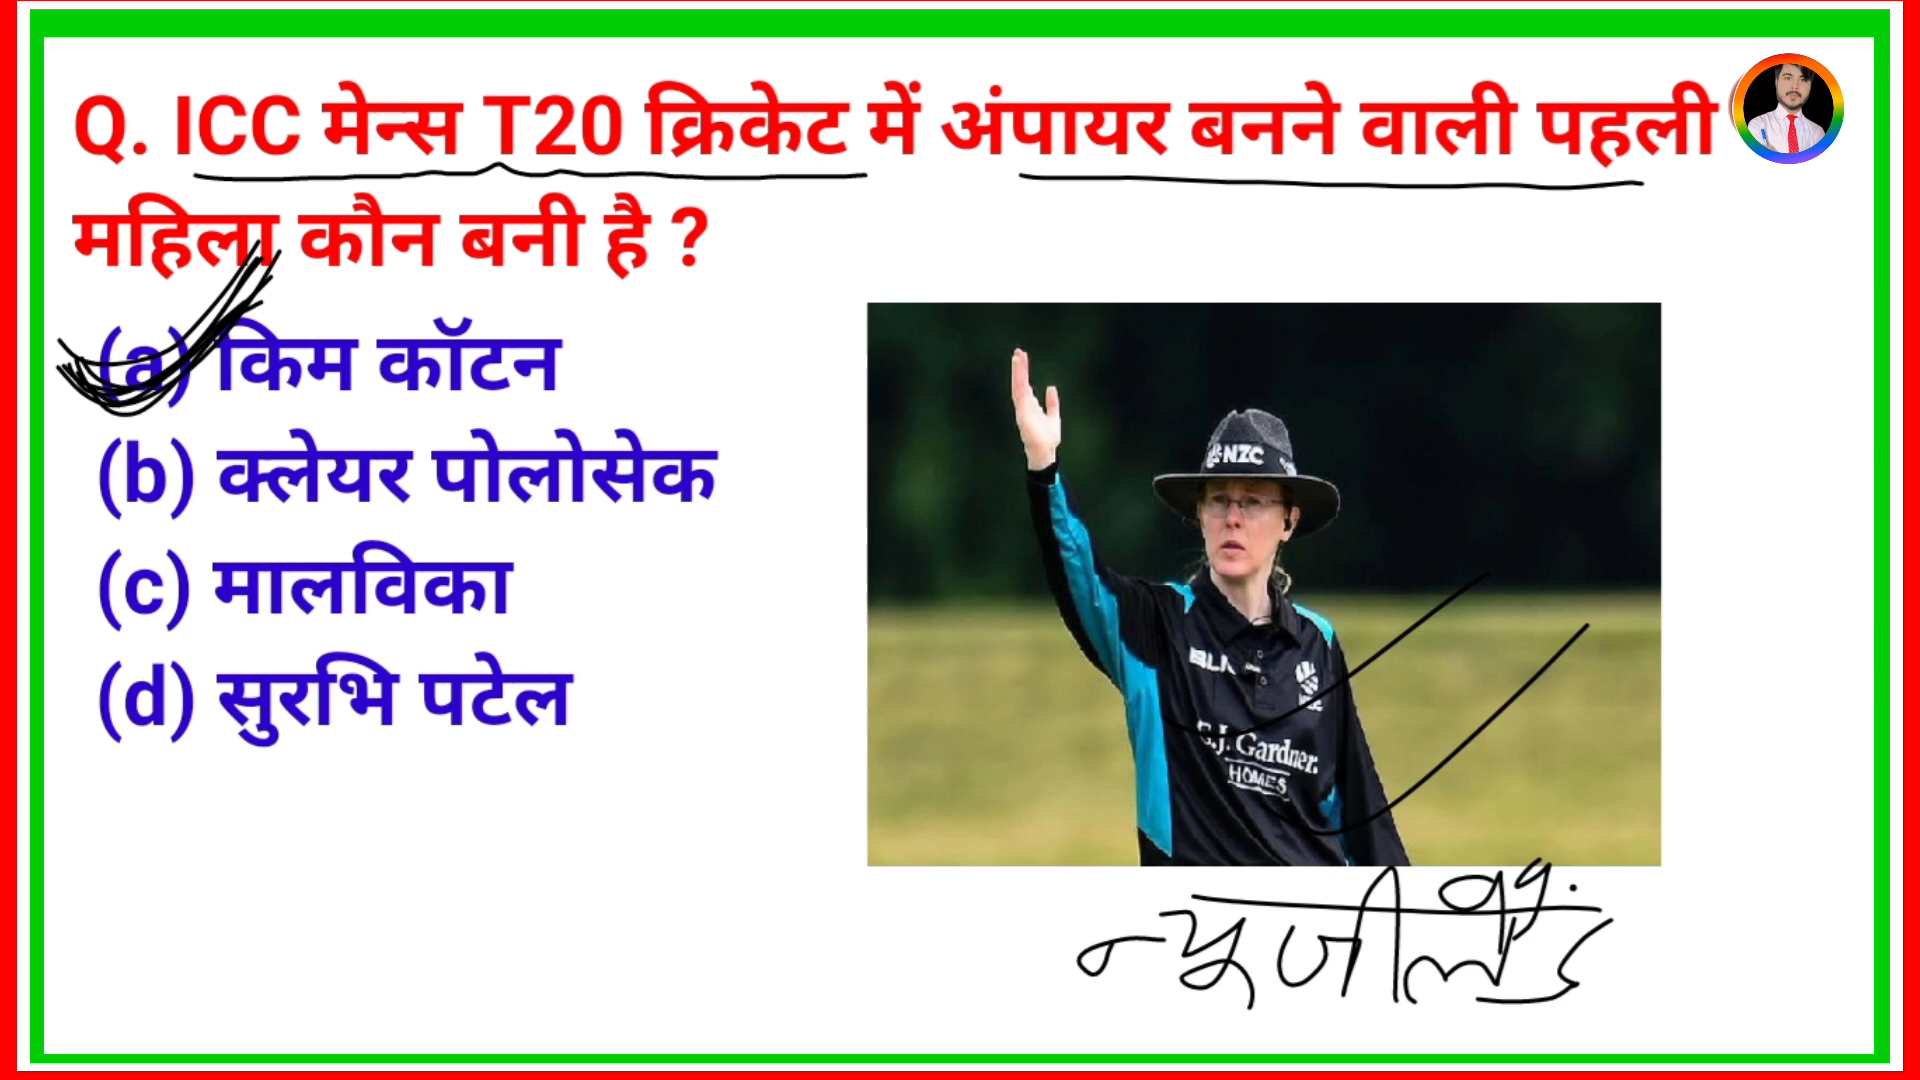 Q. ICC मेन्स T20 क्रिकेट में अंपायर बनने वाली पहली
महिला कौन बनी है ?
(a) किम कॉटन
(b) क्लेयर पोलोसेक
(c) मालविका
(d) सुरभि पटेल
NZC
E.J. Gardner
HOMES
न्यूजीलैंड